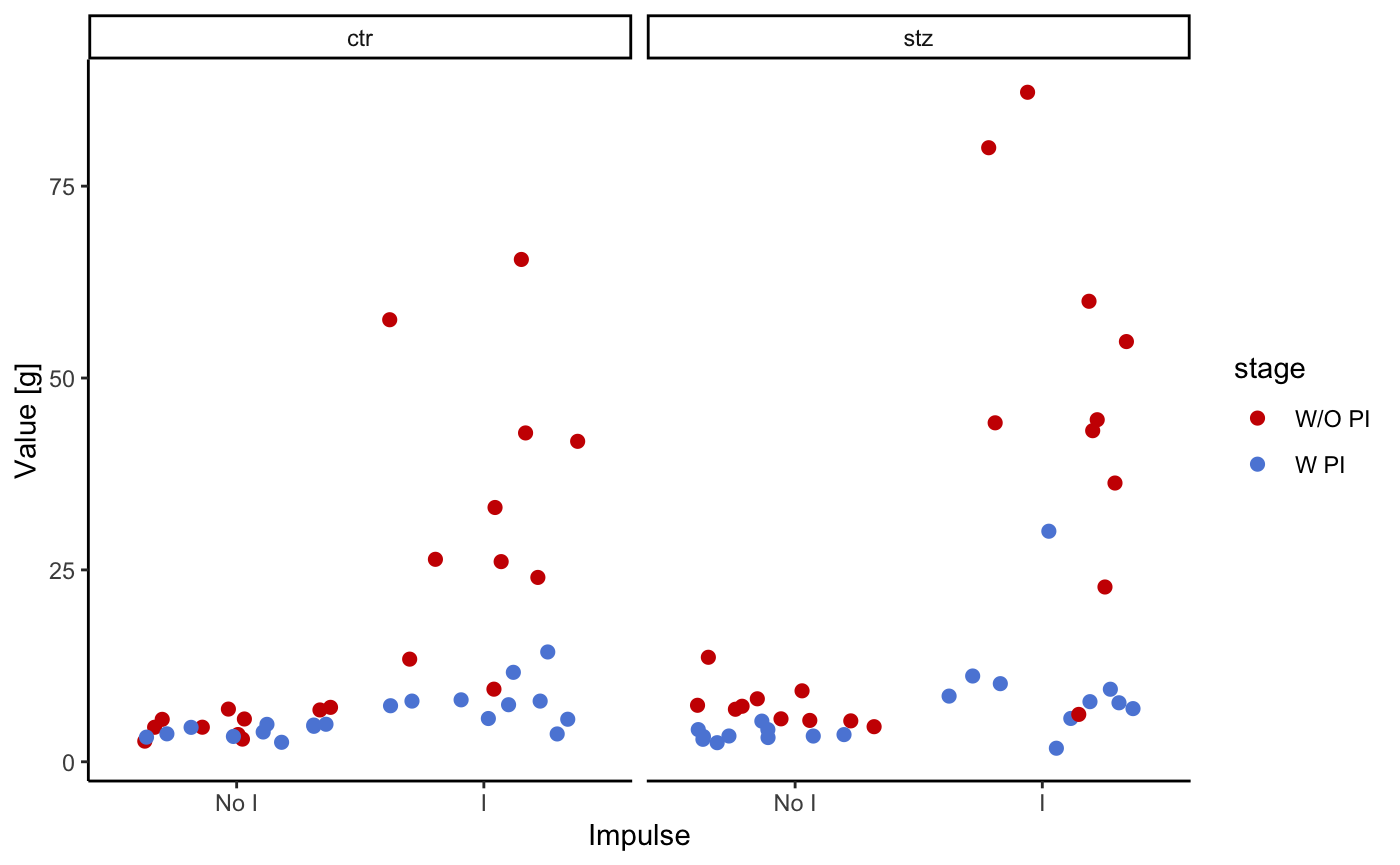 ctr
stz
75
50
25
0
Value [g]
No I
I
No I
I
Impulse
stage
W/O PI
W PI